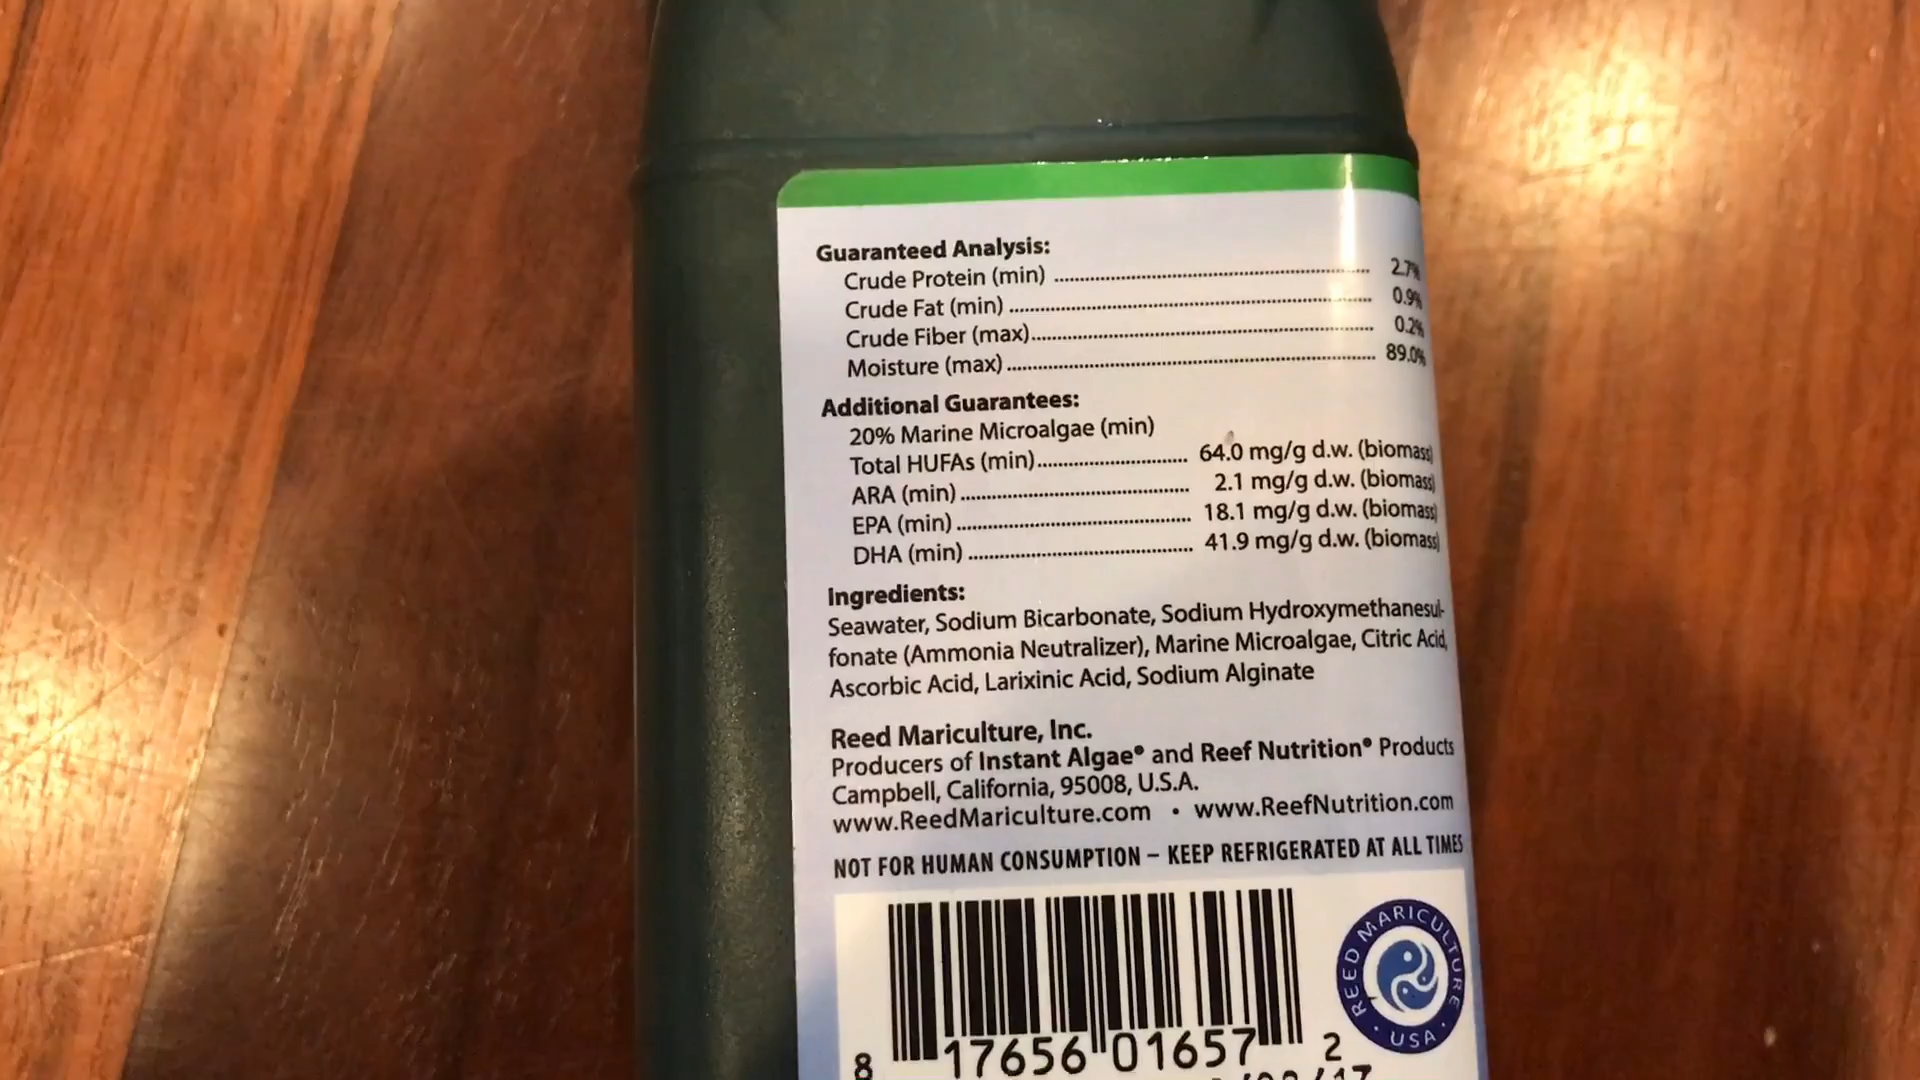 Guaranteed Analysis:
Crude Protein (min) ........ 2.7%
Crude Fat (min) ........ 0.9%
Crude Fiber (max)........ 0.2%
Moisture (max) ........ 89.0%
Additional Guarantees:
20% Marine Microalgae (min)
Total HUFAs (min)........ 64.0 mg/g d.w. (biomass)
ARA (min) ........ 2.1 mg/g d.w. (biomass)
EPA (min) ........ 18.1 mg/g d.w. (biomass)
DHA (min) ........ 41.9 mg/g d.w. (biomass)
Ingredients:
Seawater, Sodium Bicarbonate, Sodium Hydroxymethanesul-
fonate (Ammonia Neutralizer), Marine Microalgae, Citric Acid,
Ascorbic Acid, Larixinic Acid, Sodium Alginate
Reed Mariculture, Inc.
Producers of Instant Algae® and Reef Nutrition® Products
Campbell, California, 95008, U.S.A.
www.ReedMariculture.com • www.ReefNutrition.com
NOT FOR HUMAN CONSUMPTION – KEEP REFRIGERATED AT ALL TIMES
REED MARICULTURE • USA •
8 17656 01657 2